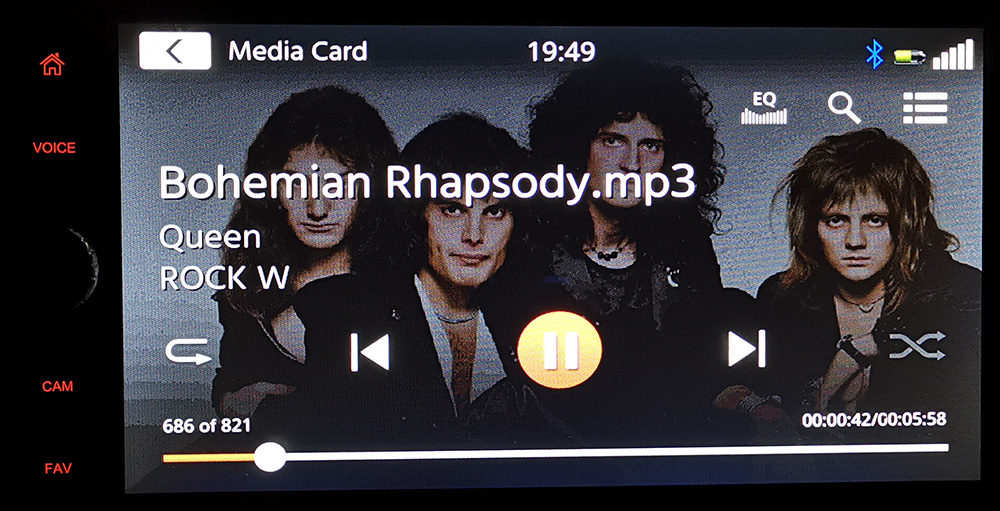 Media Card
19:49
EQ
VOICE
Bohemian Rhapsody.mp3
Queen
ROCK W
CAM
686 of 821
00:00:42/00:05:58
FAV